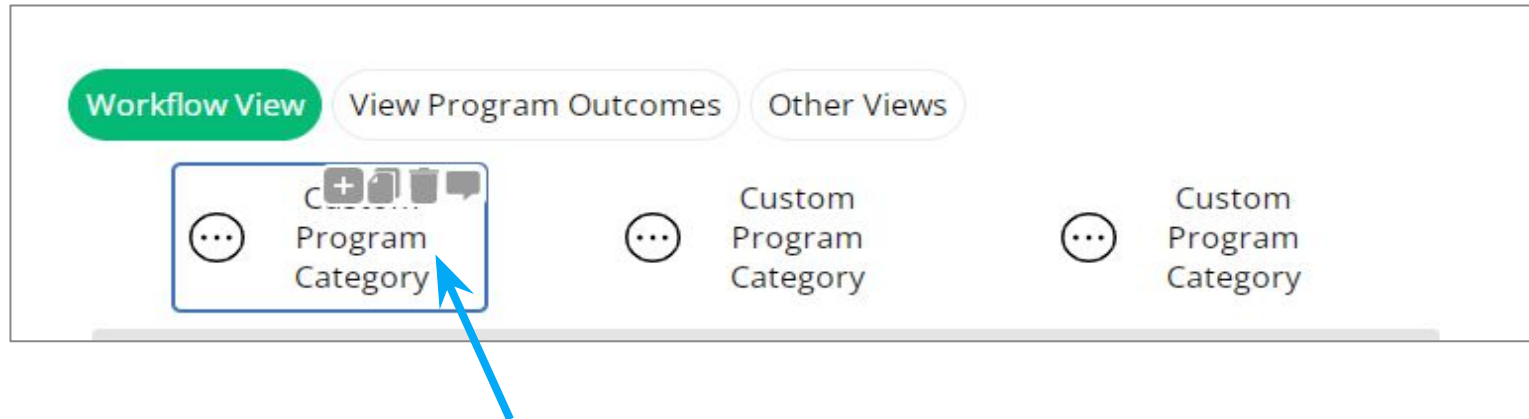 Workflow View View Program Outcomes Other Views
Custom Custom
Program Program Program
Category Category Category